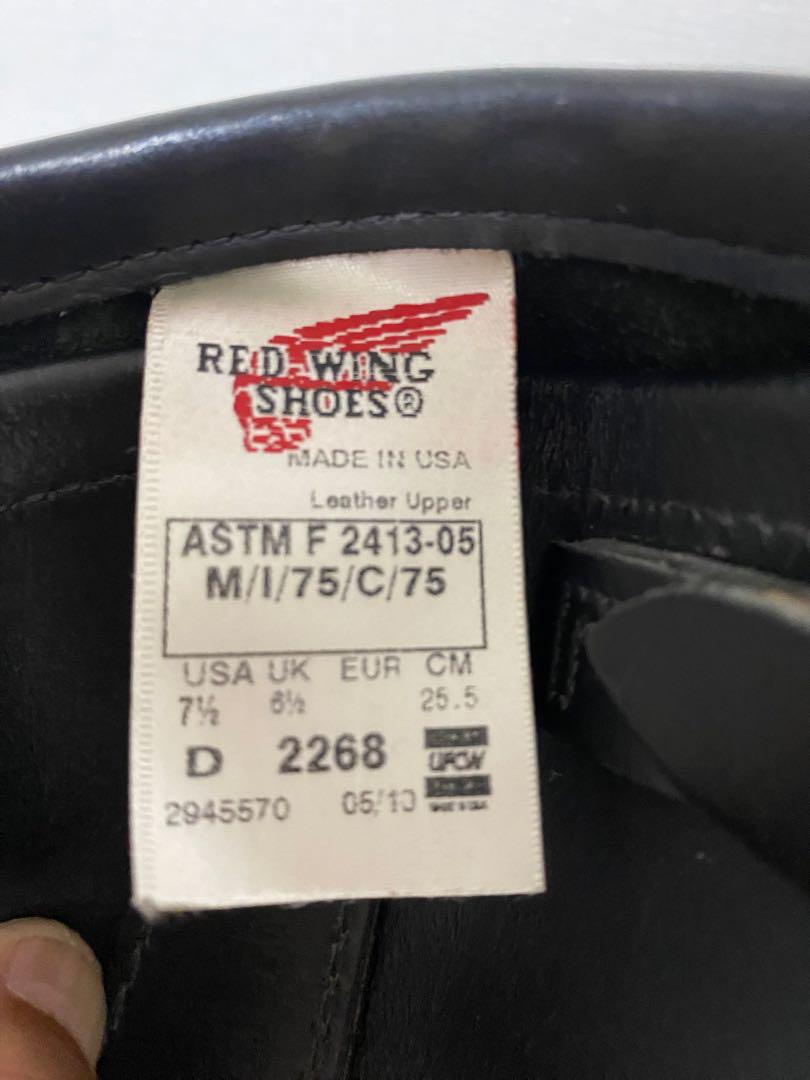 RED WING
SHOES®
MADE IN USA
Leather Upper
ASTM F 2413-05
M/I/75/C/75
USA UK EUR CM
7½ 6½ 25.5
D 2268 UFCW
2945570 05/10